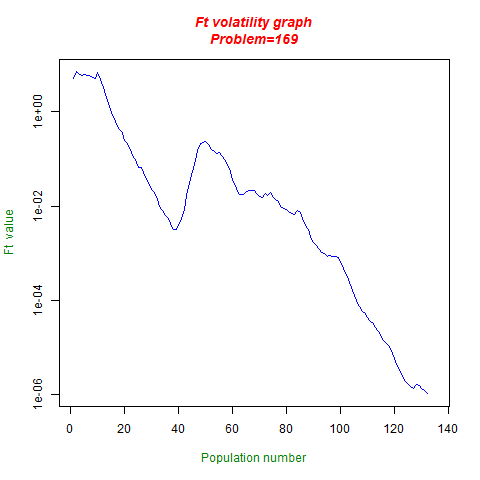 Ft volatility graph
Problem=169
1e+00
1e-02
1e-04
1e-06
Ft value
0 20 40 60 80 100 120 140
Population number